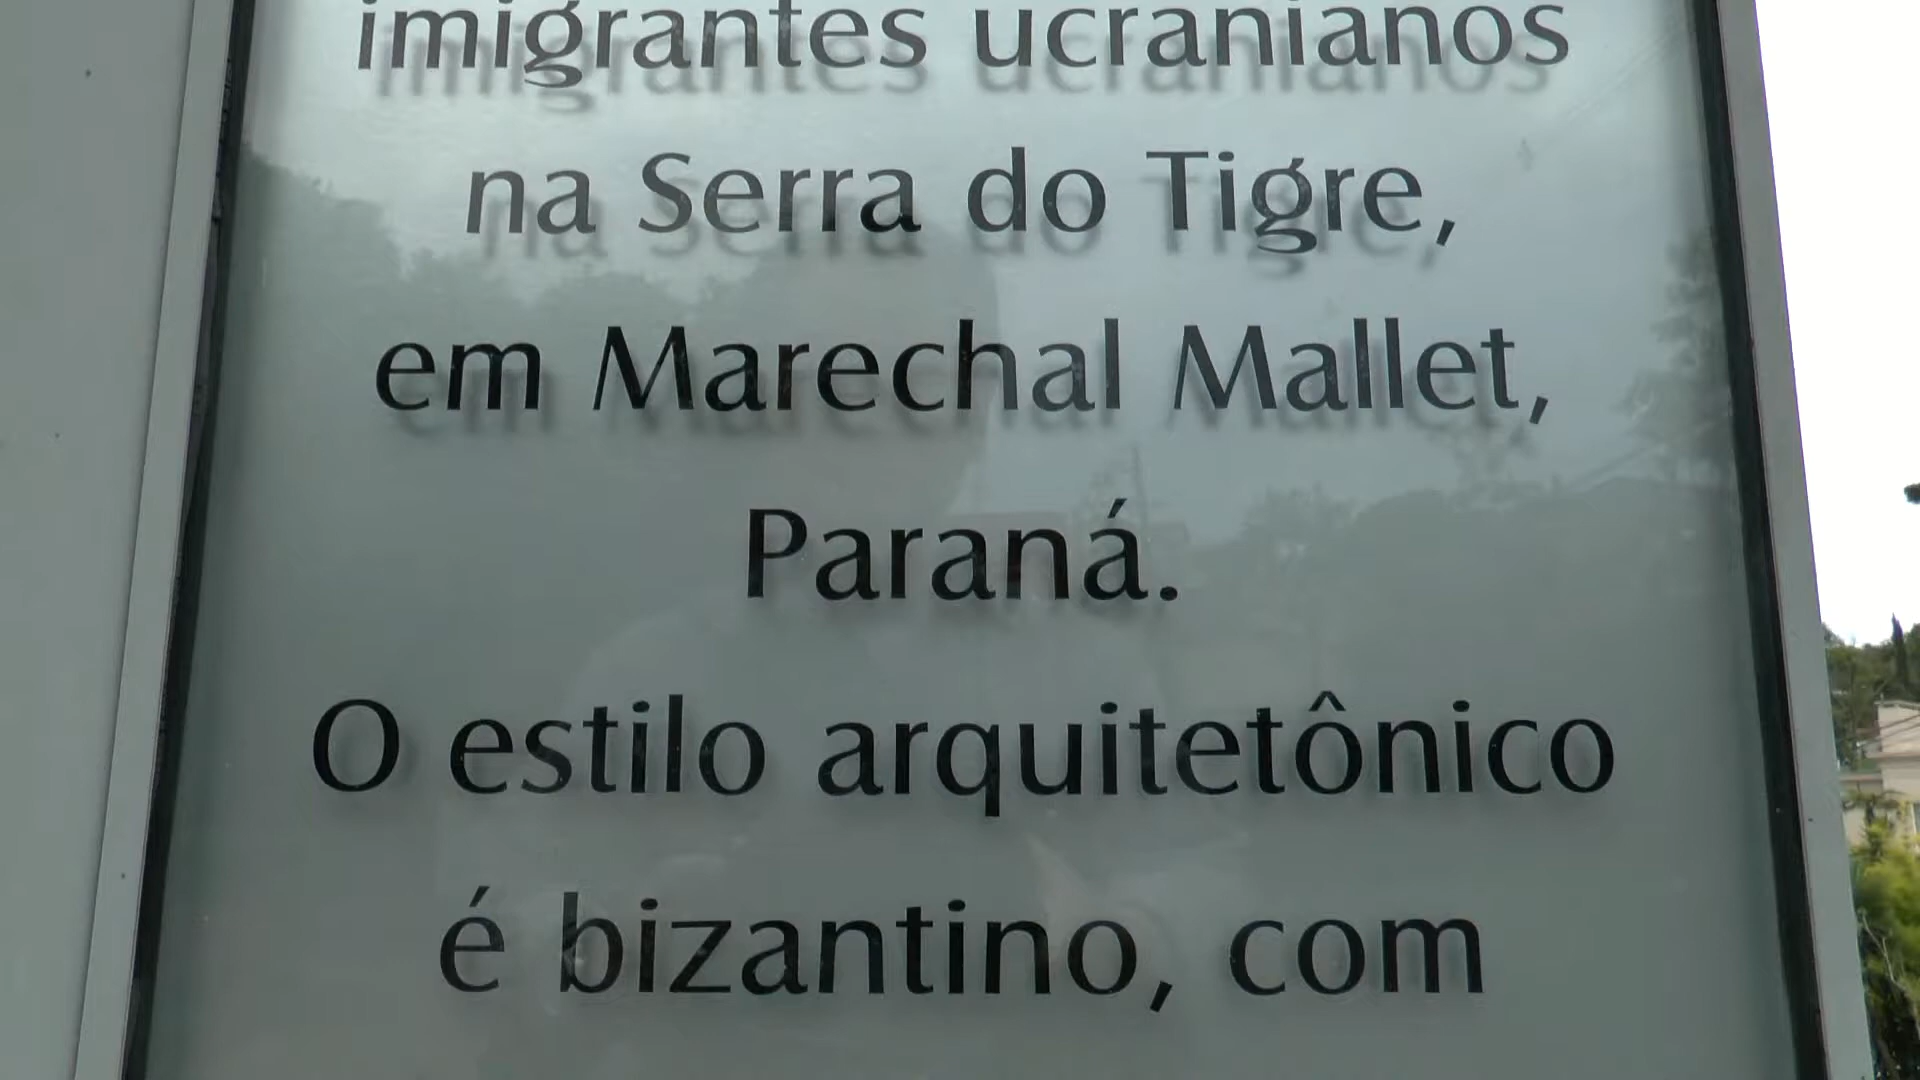 imigrantes ucranianos
na Serra do Tigre,
em Marechal Mallet,
Paraná.
O estilo arquitetônico
é bizantino, com